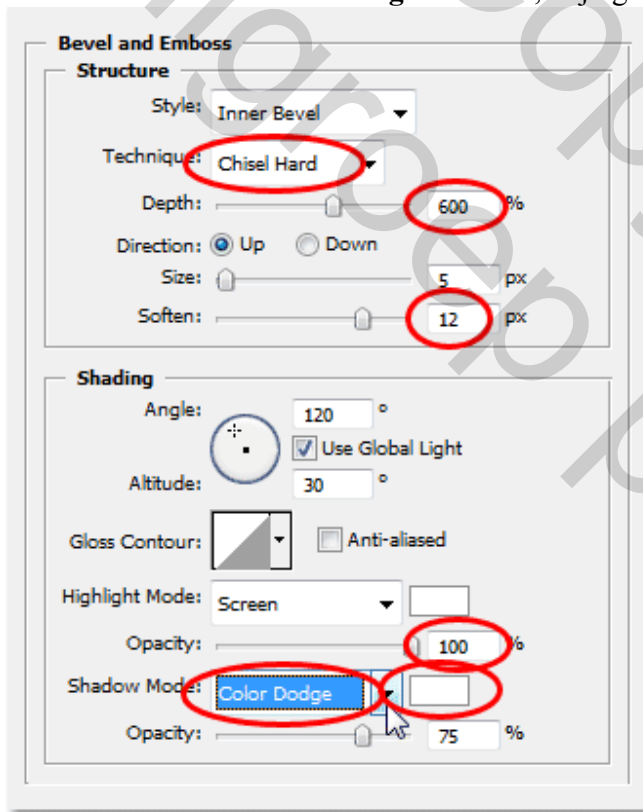 Bevel and Emboss
Structure
Style: Inner Bevel
Technique: Chisel Hard
Depth: 600 %
Direction: Up Down
Size: 5 px
Soften: 12 px
Shading
Angle: 120 °
Use Global Light
Altitude: 30 °
Gloss Contour: Anti-aliased
Highlight Mode: Screen
Opacity: 100 %
Shadow Mode: Color Dodge
Opacity: 75 %